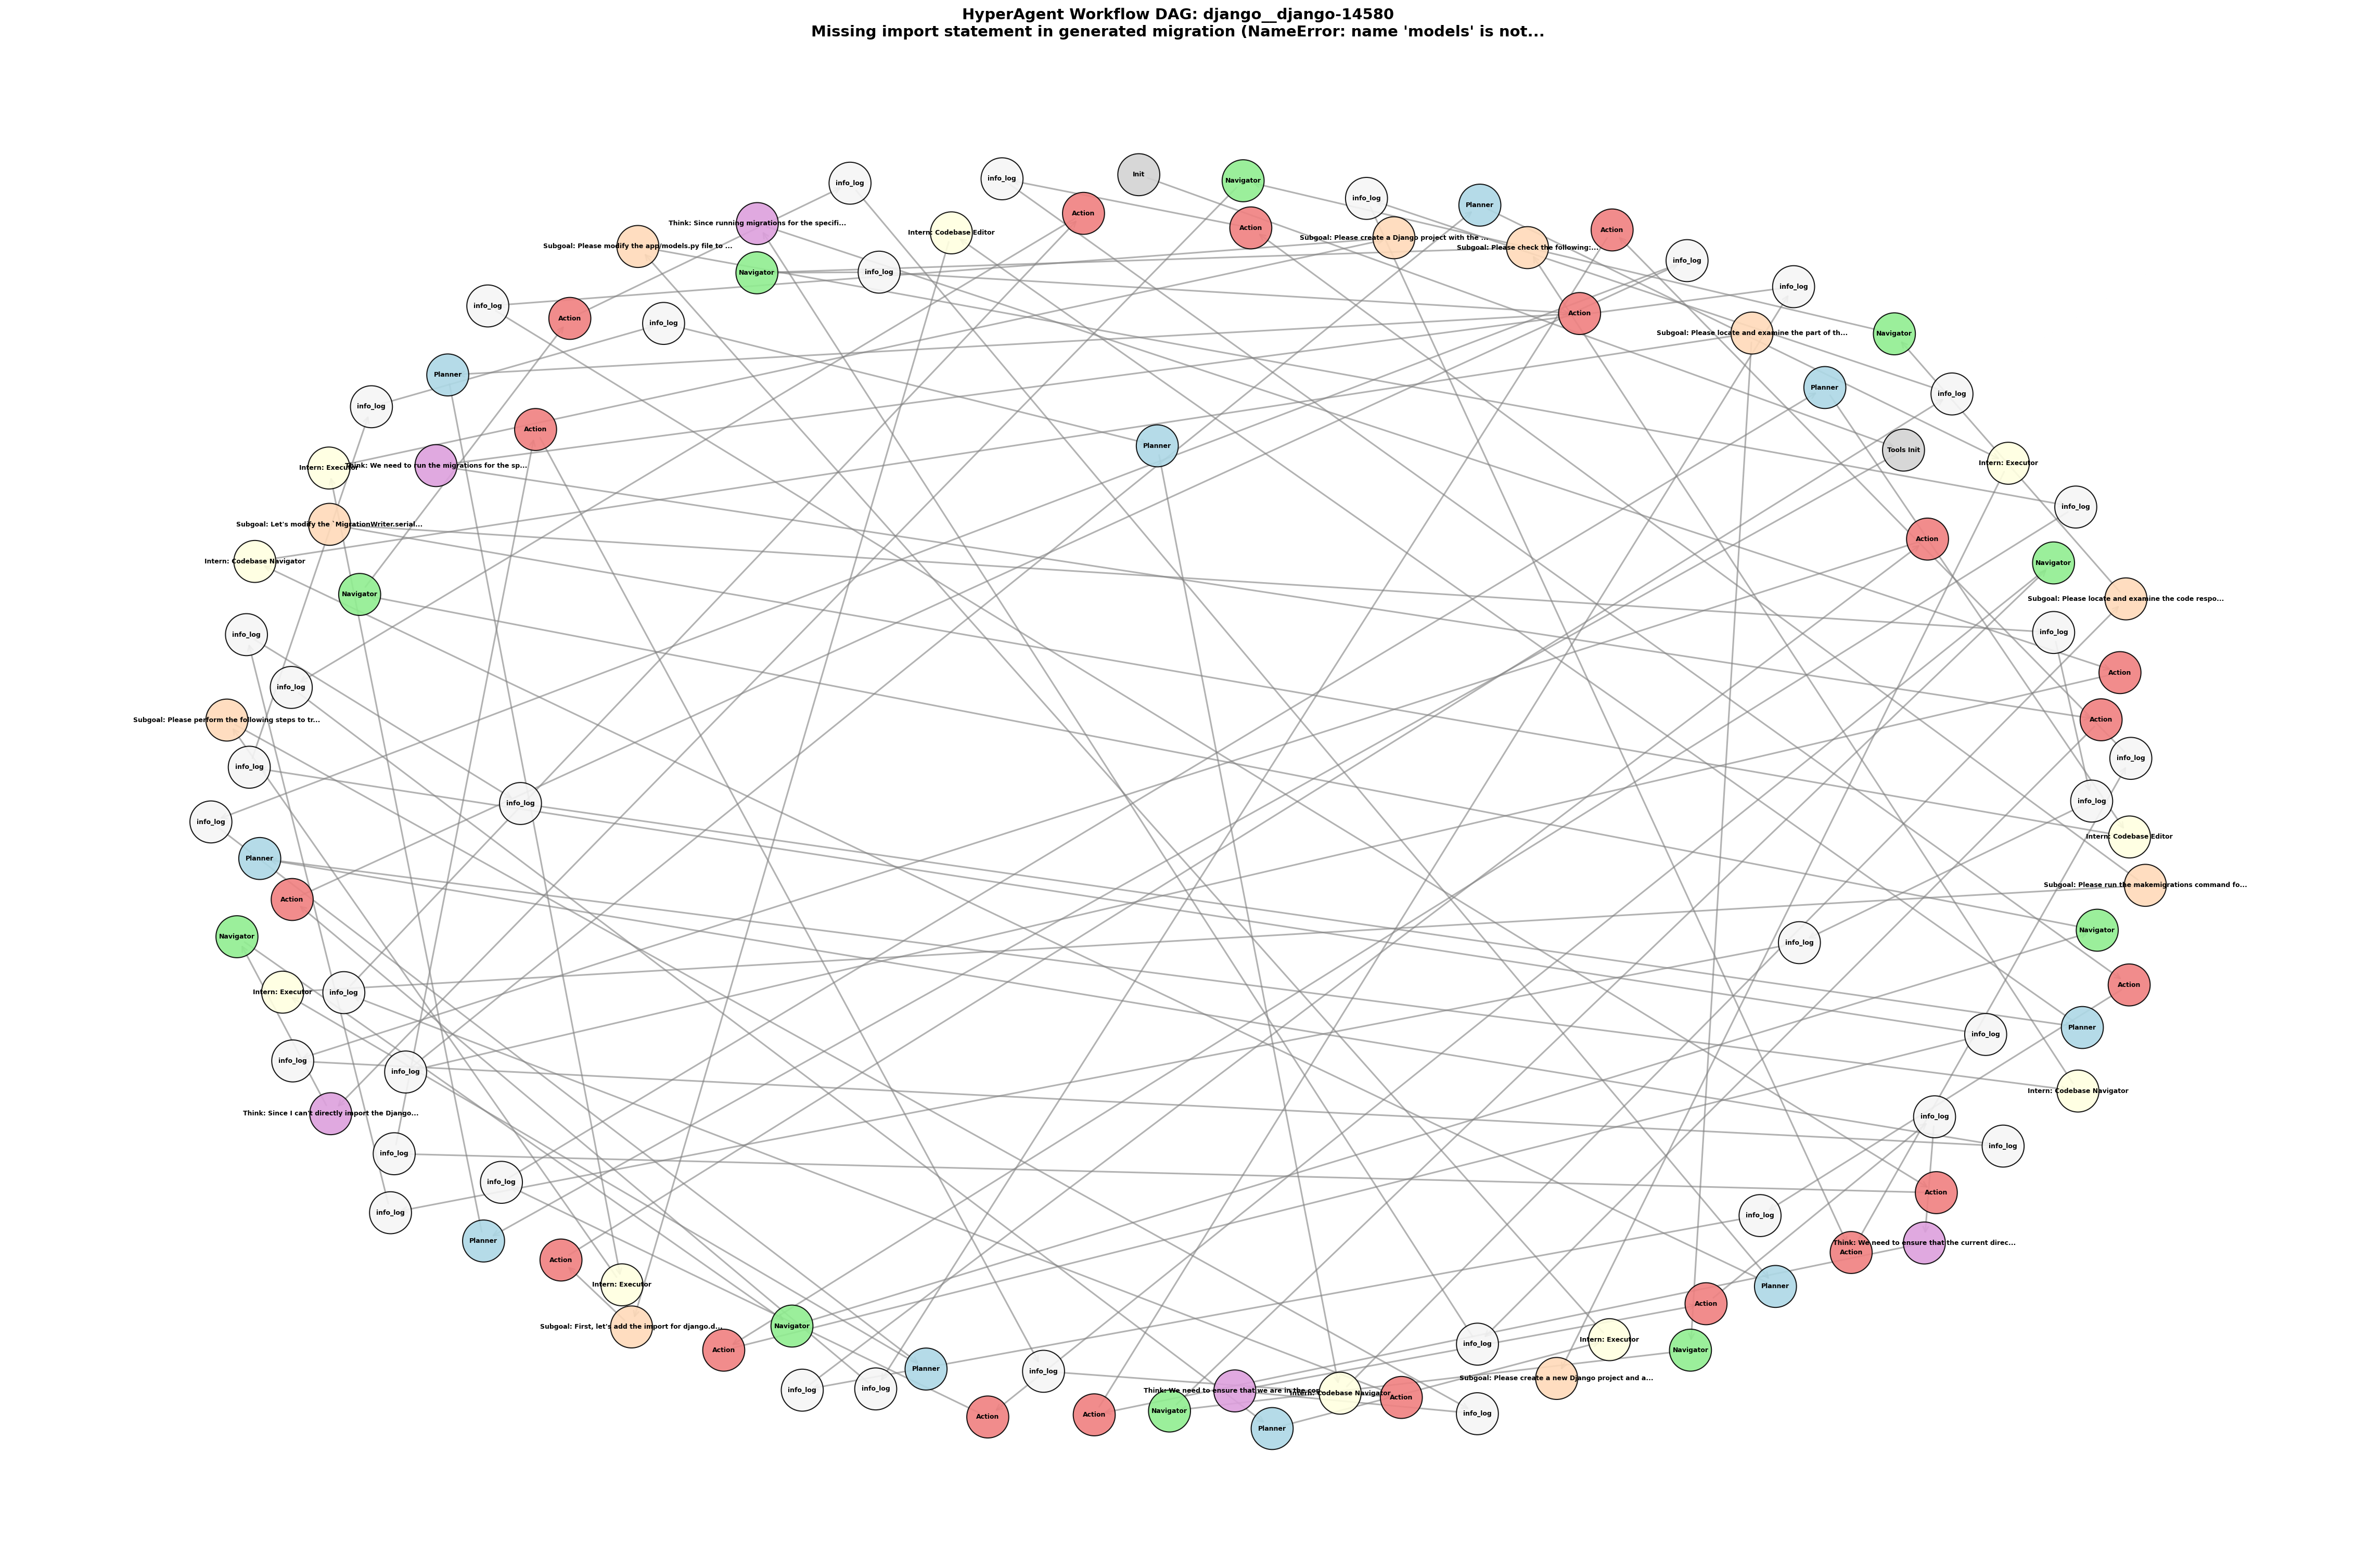 HyperAgent Workflow DAG: django__django-14580
Missing import statement in generated migration (NameError: name 'models' is not...
Init
info_log
Navigator
info_log
info_log
Planner
Action
Think: Since running migrations for the specifi...
Action
Action
Intern: Codebase Editor
Subgoal: Please create a Django project with the ...
Subgoal: Please modify the app/models.py file to ...
Subgoal: Please check the following:...
info_log
Navigator
info_log
info_log
info_log
Action
Action
info_log
Subgoal: Please locate and examine the part of th...
Navigator
Planner
Planner
info_log
info_log
Action
Planner
Tools Init
Intern: Executor
Think: We need to run the migrations for the sp...
Intern: Executor
info_log
Subgoal: Let's modify the `MigrationWriter.serial...
Action
Intern: Codebase Navigator
Navigator
Navigator
Subgoal: Please locate and examine the code respo...
info_log
info_log
Action
info_log
Subgoal: Please perform the following steps to tr...
Action
info_log
info_log
info_log
info_log
info_log
Intern: Codebase Editor
Planner
Subgoal: Please run the makemigrations command fo...
Action
Navigator
Navigator
info_log
Action
Intern: Executor
info_log
Planner
info_log
info_log
info_log
Intern: Codebase Navigator
Think: Since I can't directly import the Django...
info_log
info_log
info_log
info_log
Action
info_log
info_log
Planner
Think: We need to ensure that the current direc...
Action
Action
Intern: Executor
Planner
Action
Subgoal: First, let's add the import for django.d...
Navigator
Intern: Executor
info_log
Action
Navigator
Planner
info_log
Subgoal: Please create a new Django project and a...
info_log
info_log
Think: We need to ensure that we are in the co
Intern: Codebase Navigator
Action
Navigator
info_log
Action
Action
Planner